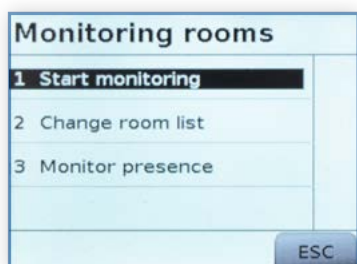 Monitoring rooms
1 Start monitoring
2 Change room list
3 Monitor presence
ESC